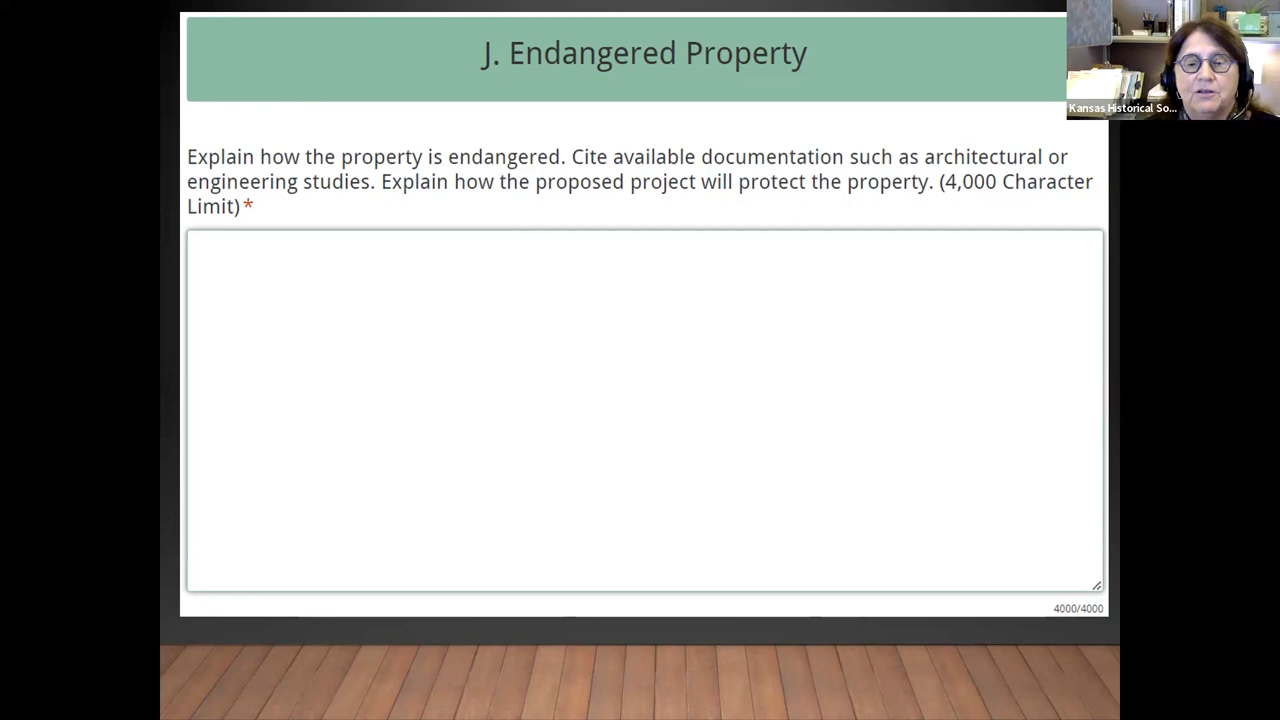 J. Endangered Property
Kansas Historical So...
Explain how the property is endangered. Cite available documentation such as architectural or
engineering studies. Explain how the proposed project will protect the property. (4,000 Character
Limit)*
4000/4000